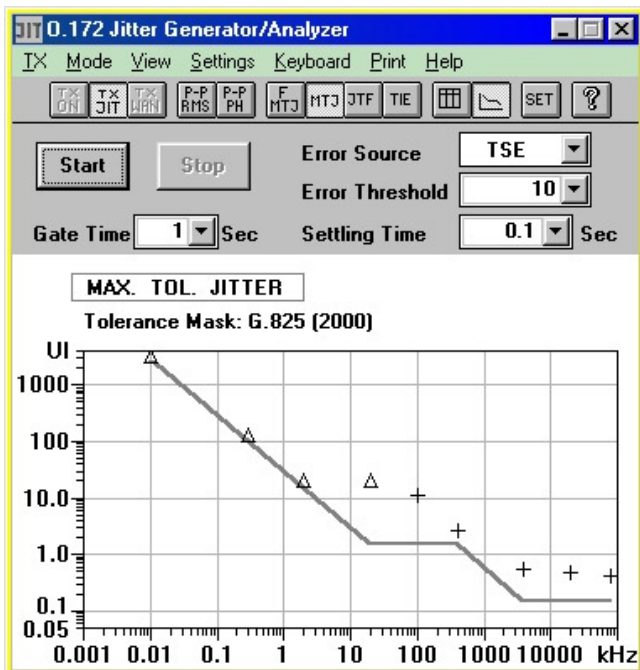 JIT O.172 Jitter Generator/Analyzer
TX Mode View Settings Keyboard Print Help
TX ON TX JIT TX WAN P-P RMS P-P PH F MTJ MTJ JTF TIE SET ?
Start Stop Error Source TSE
Error Threshold 10
Gate Time 1 Sec Settling Time 0.1 Sec
MAX. TOL. JITTER
Tolerance Mask: G.825 (2000)
UI
1000
100
10.0
1.0
0.1
0.05
0.001 0.01 0.1 1 10 100 1000 10000 kHz